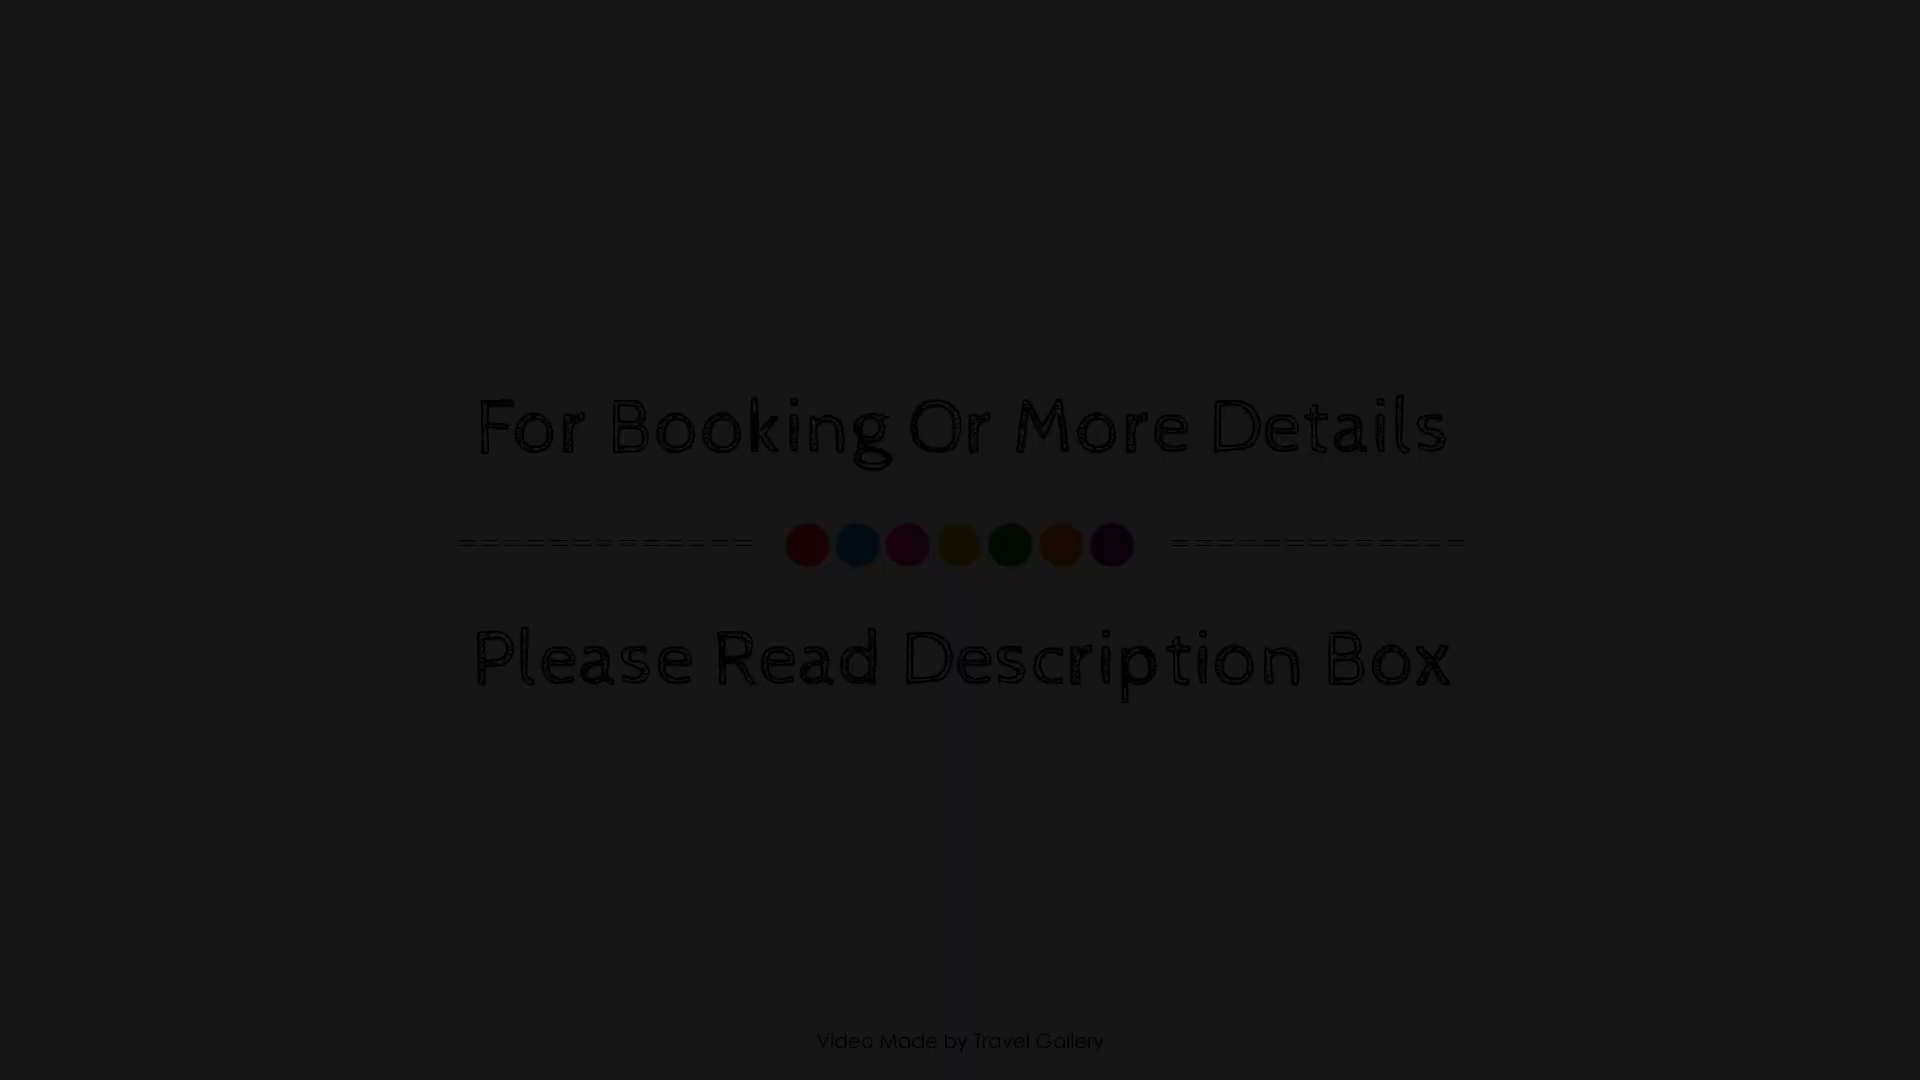 For Booking Or More Details
============= =============
Please Read Description Box
Video Made by Travel Gallery